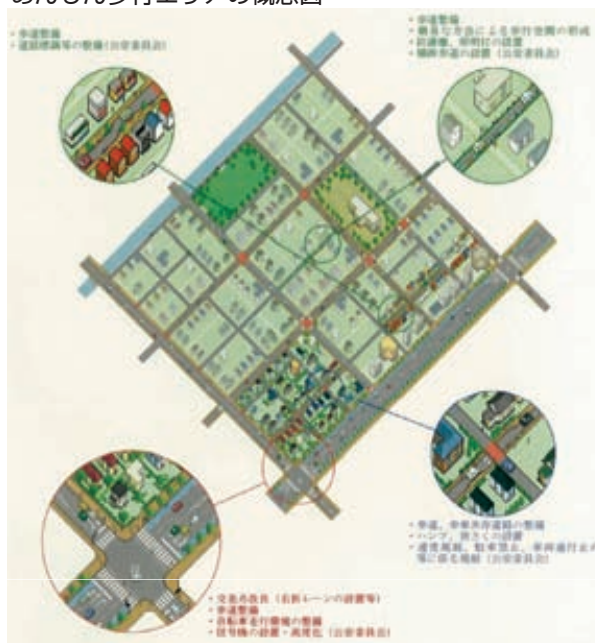 あんしん歩行エリアの概念図
・歩道整備
・道路標識等の整備（公安委員会）
・歩道整備
・簡易な方法による歩行空間の形成
・防護柵、照明灯の設置
・横断歩道の設置（公安委員会）
・歩道、歩車共存道路の整備
・ハンプ、狭さくの設置
・速度規制、駐車禁止、車両通行止め
等に係る規制（公安委員会）
・交差点改良（右折レーンの設置等）
・歩道整備
・自転車走行環境の整備
・信号機の設置・高度化（公安委員会）